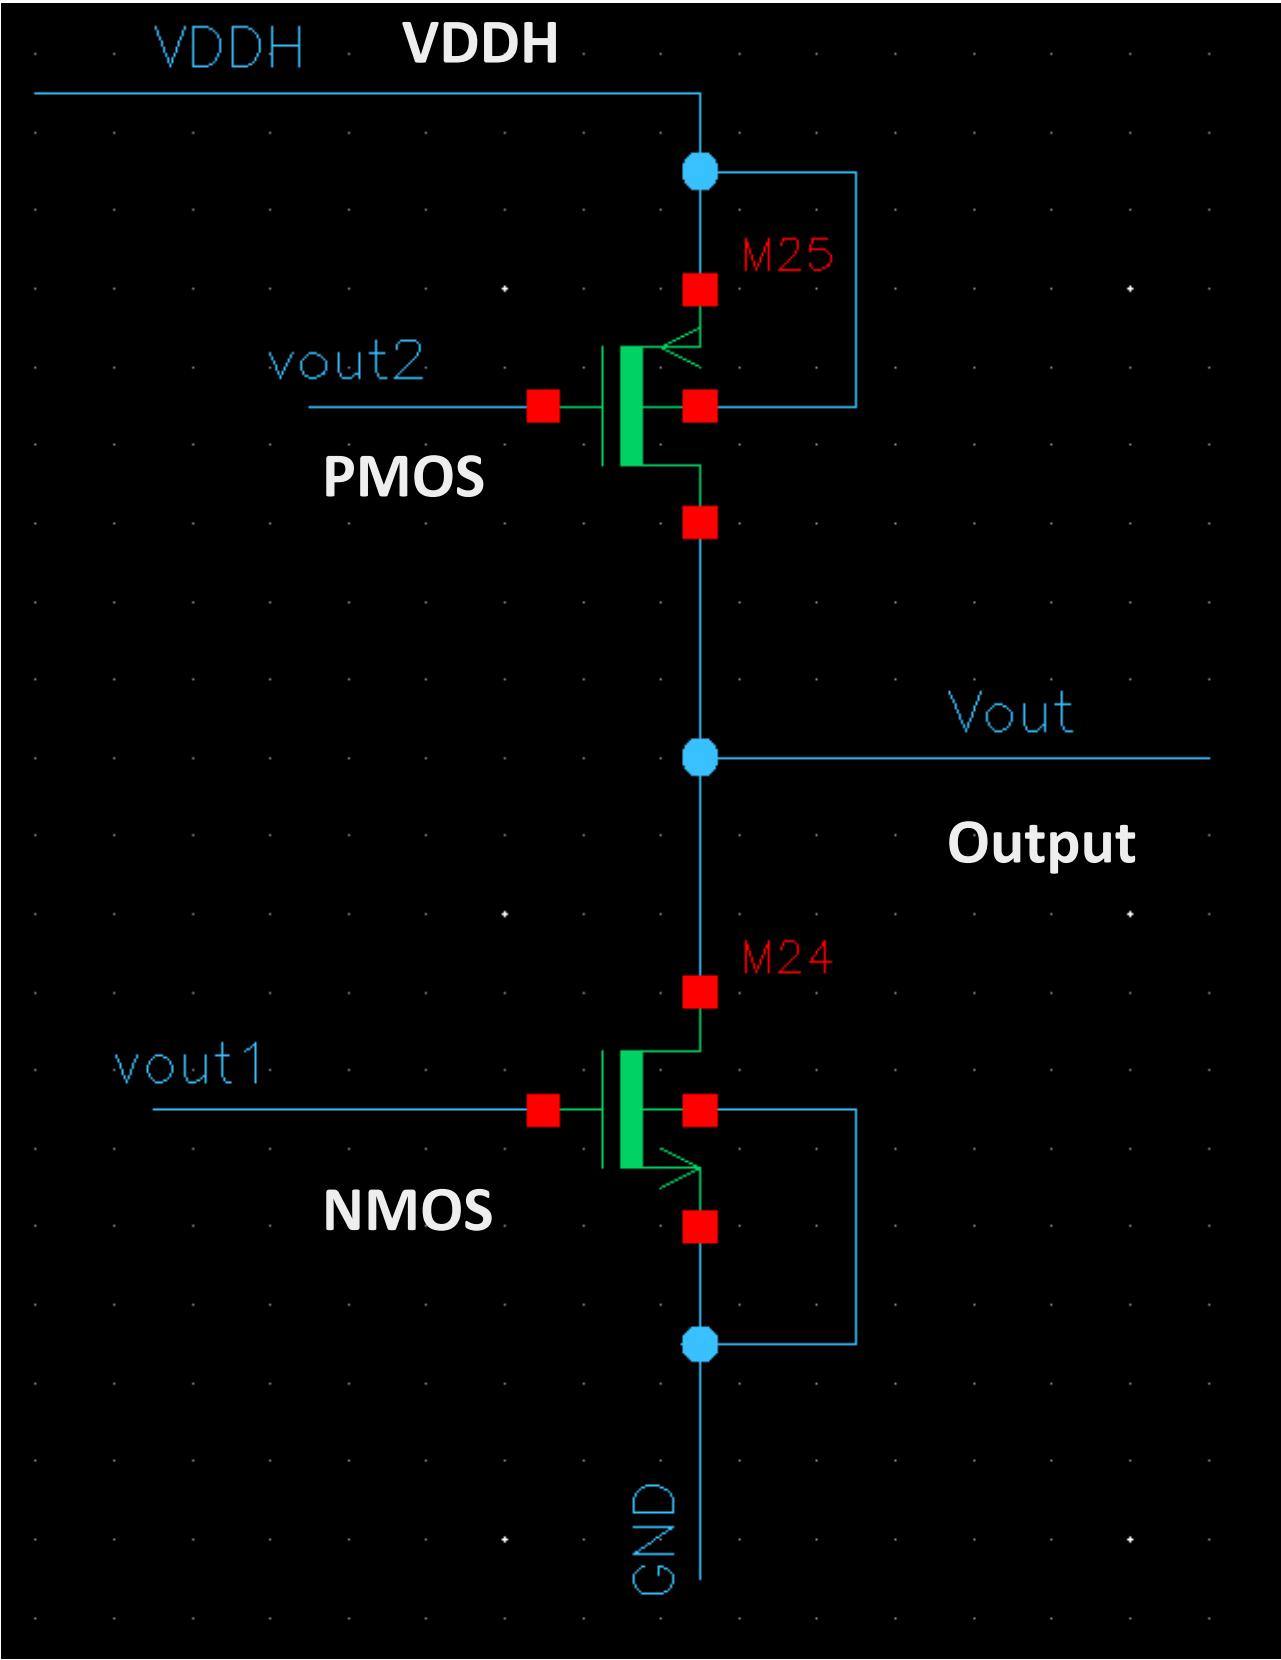 VDDH VDDH
M25
vout2
PMOS
Vout
Output
M24
vout1
NMOS
GND